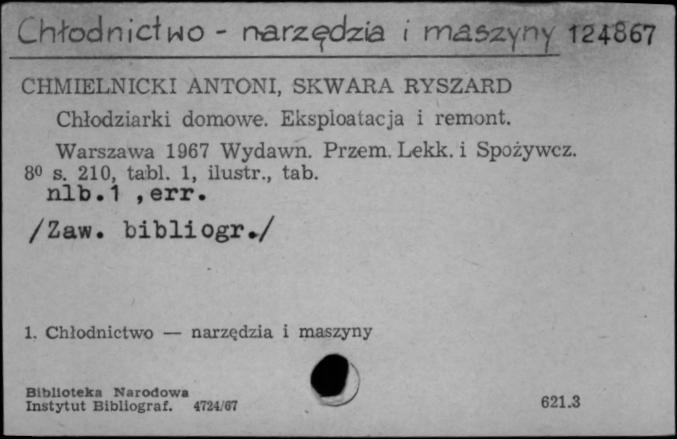 Chłodnictwo - narzędzia i maszyny 124867
CHMIELNICKI ANTONI, SKWARA RYSZARD
Chłodziarki domowe. Eksploatacja i remont.
Warszawa 1967 Wydawn. Przem. Lekk. i Spożywcz.
8⁰ s. 210, tabl. 1, ilustr., tab.
nlb.1 ,err.
/Zaw. bibliogr./
1. Chłodnictwo — narzędzia i maszyny
Biblioteka Narodowa
Instytut Bibliograf. 4724/67
621.3